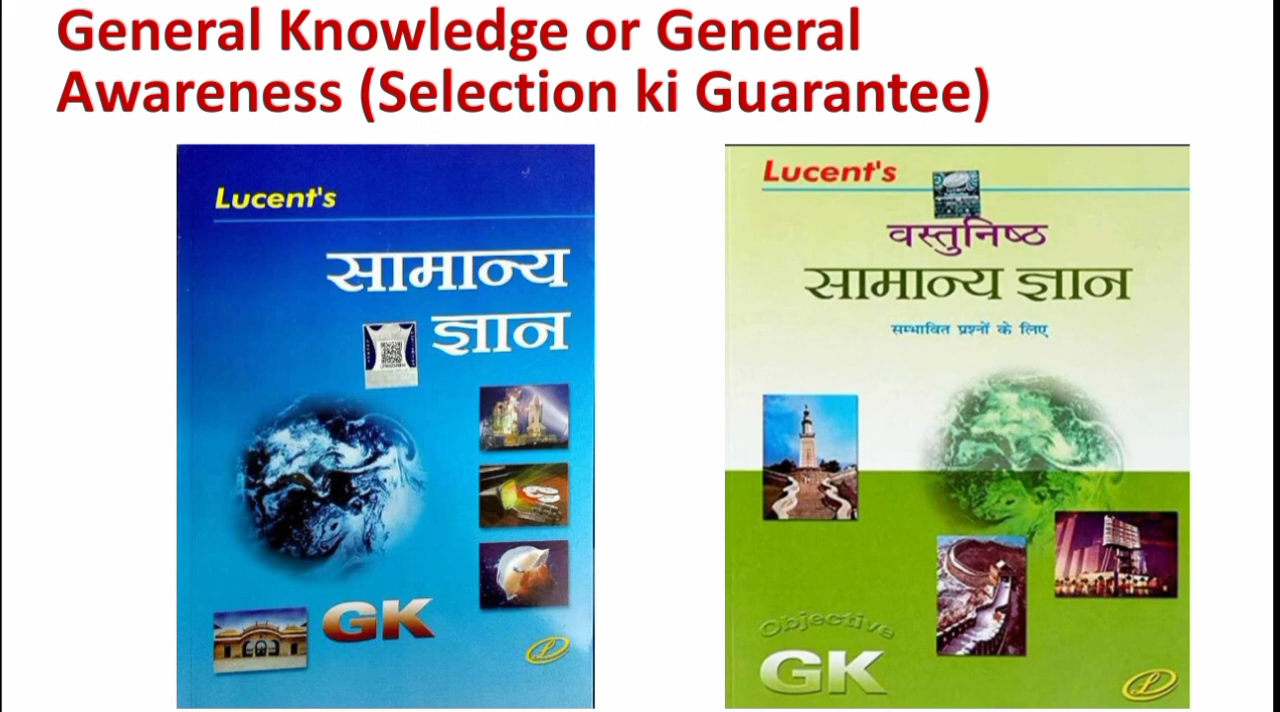 General Knowledge or General
Awareness (Selection ki Guarantee)
Lucent's
सामान्य
ज्ञान
GK
Lucent's
वस्तुनिष्ठ
सामान्य ज्ञान
सम्भावित प्रश्नों के लिए
Objective
GK